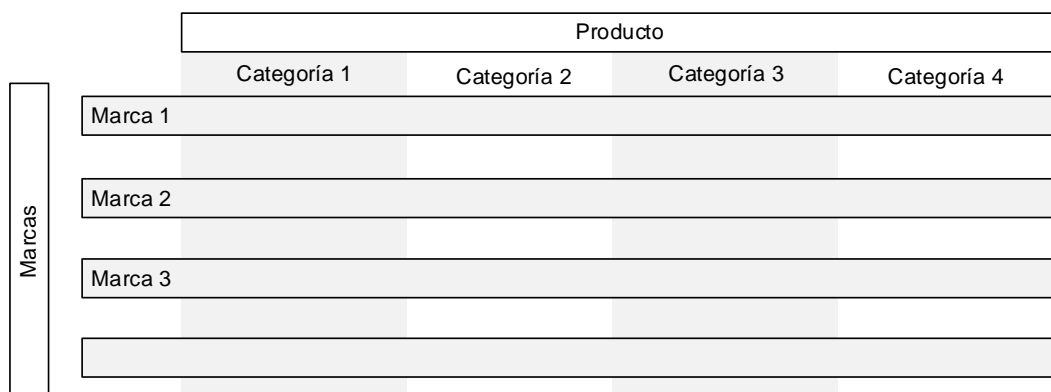 Producto
Categoría 1 Categoría 2 Categoría 3 Categoría 4
Marcas
Marca 1
Marca 2
Marca 3